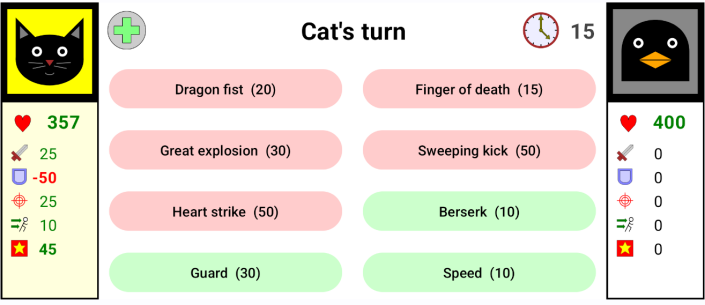 Cat's turn
15
357
25
-50
25
10
45
Dragon fist (20)
Finger of death (15)
Great explosion (30)
Sweeping kick (50)
Heart strike (50)
Berserk (10)
Guard (30)
Speed (10)
400
0
0
0
0
0